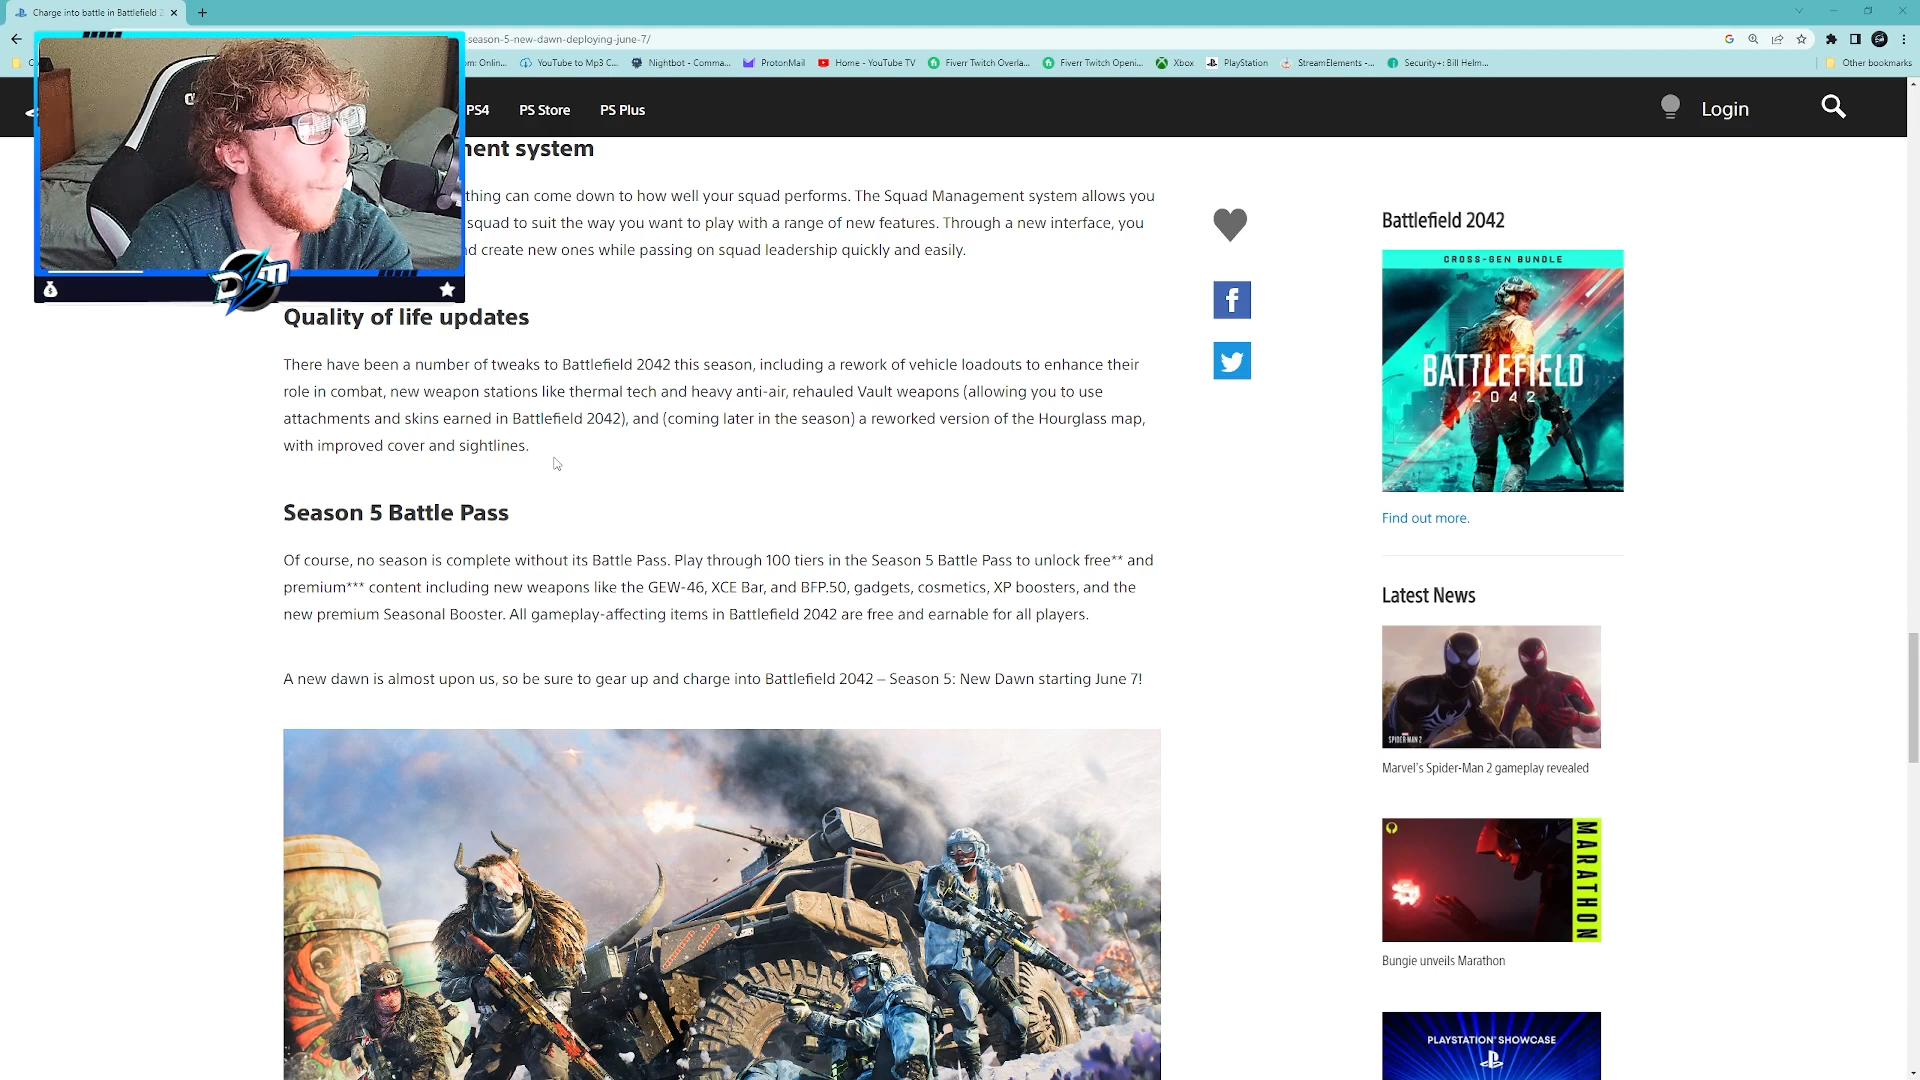 Charge into battle in Battlefield 2
-season-5-new-dawn-deploying-june-7/
om: Onlin...
YouTube to Mp3 C...
Nightbot - Comma...
ProtonMail
Home - YouTube TV
Fiverr Twitch Overla...
Fiverr Twitch Openi...
Xbox
PlayStation
StreamElements -...
Security+: Bill Helm...
Other bookmarks
PS4
PS Store
PS Plus
Login
ment system
thing can come down to how well your squad performs. The Squad Management system allows you
squad to suit the way you want to play with a range of new features. Through a new interface, you
nd create new ones while passing on squad leadership quickly and easily.
DZM
Quality of life updates
There have been a number of tweaks to Battlefield 2042 this season, including a rework of vehicle loadouts to enhance their
role in combat, new weapon stations like thermal tech and heavy anti-air, rehauled Vault weapons (allowing you to use
attachments and skins earned in Battlefield 2042), and (coming later in the season) a reworked version of the Hourglass map,
with improved cover and sightlines.
Season 5 Battle Pass
Of course, no season is complete without its Battle Pass. Play through 100 tiers in the Season 5 Battle Pass to unlock free** and
premium*** content including new weapons like the GEW-46, XCE Bar, and BFP.50, gadgets, cosmetics, XP boosters, and the
new premium Seasonal Booster. All gameplay-affecting items in Battlefield 2042 are free and earnable for all players.
A new dawn is almost upon us, so be sure to gear up and charge into Battlefield 2042 – Season 5: New Dawn starting June 7!
Battlefield 2042
CROSS-GEN BUNDLE
BATTLEFIELD
2042
Find out more.
Latest News
SPIDER-MAN 2
Marvel's Spider-Man 2 gameplay revealed
MARATHON
Bungie unveils Marathon
PLAYSTATION SHOWCASE